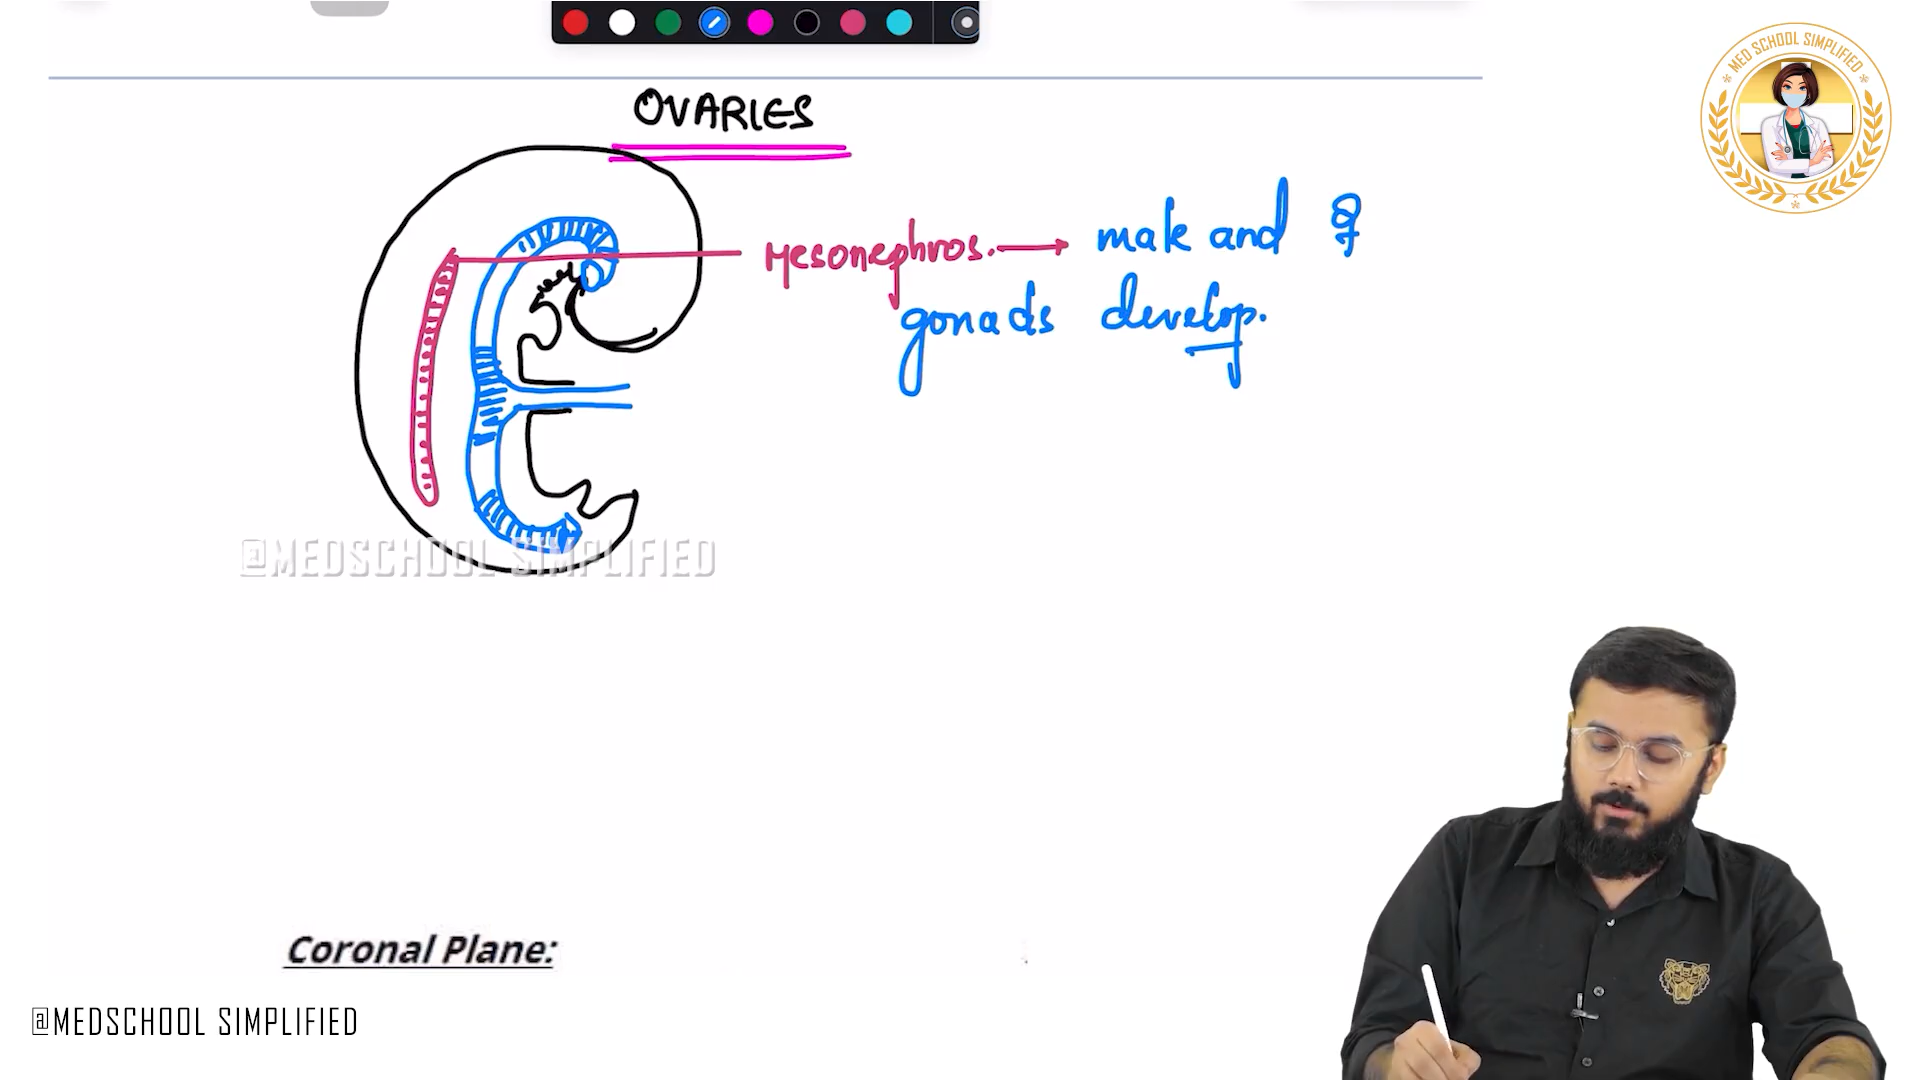 MED SCHOOL SIMPLIFIED
OVARIES
Mesonephros. → male and ♀
gonads develop.
@MEDSCHOOL SIMPLIFIED
Coronal Plane:
@MEDSCHOOL SIMPLIFIED